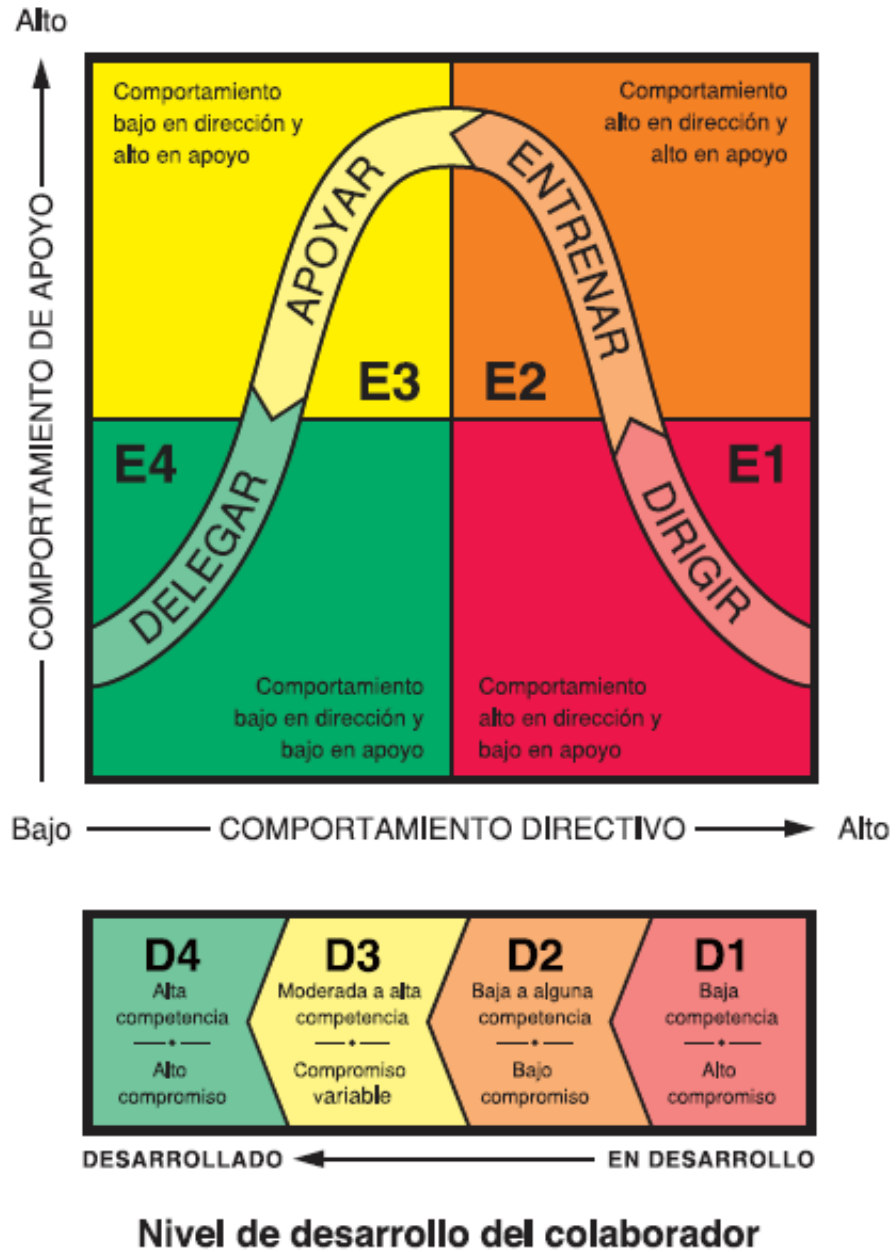 Alto
COMPORTAMIENTO DE APOYO
Comportamiento
bajo en dirección y
alto en apoyo
Comportamiento
alto en dirección y
alto en apoyo
APOYAR
ENTRENAR
E3
E2
E4
E1
DELEGAR
DIRIGIR
Comportamiento
bajo en dirección y
bajo en apoyo
Comportamiento
alto en dirección y
bajo en apoyo
Bajo
COMPORTAMIENTO DIRECTIVO
Alto
D4
Alta
competencia
Alto
compromiso
D3
Moderada a alta
competencia
Compromiso
variable
D2
Baja a alguna
competencia
Bajo
compromiso
D1
Baja
competencia
Alto
compromiso
DESARROLLADO
EN DESARROLLO
Nivel de desarrollo del colaborador